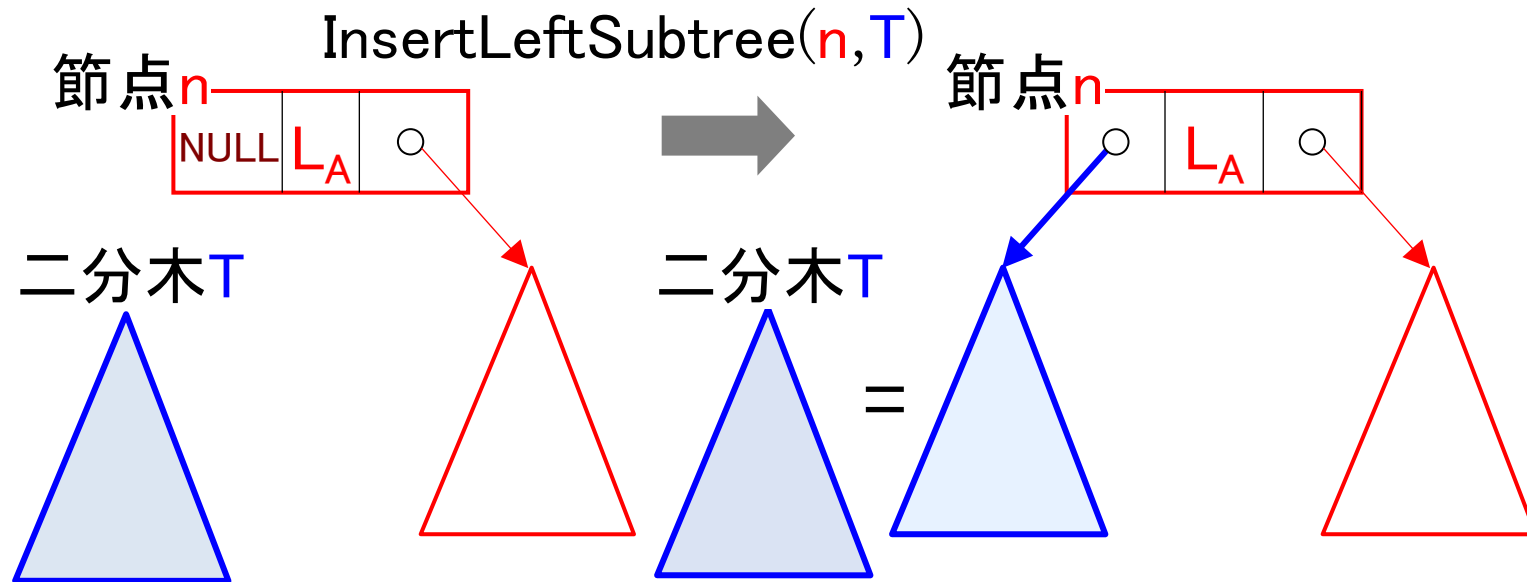 InsertLeftSubtree(n,T)
節点n
NULL LA
節点n
LA
二分木T
二分木T
=